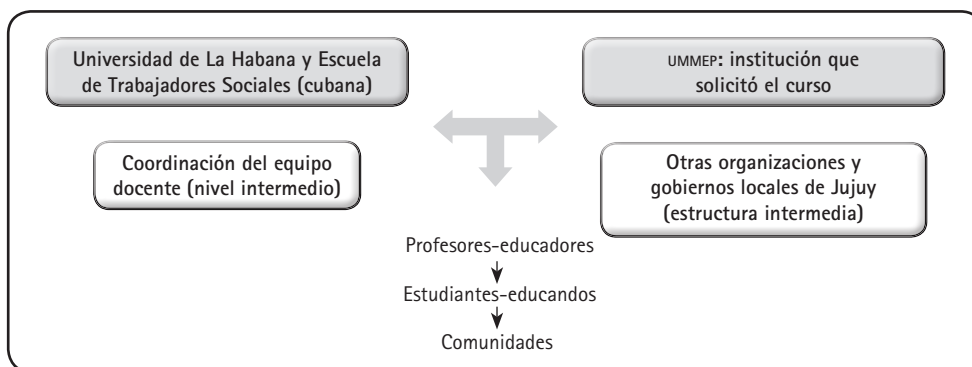 Universidad de La Habana y Escuela
de Trabajadores Sociales (cubana)
UMMEP: institución que
solicitó el curso
Coordinación del equipo
docente (nivel intermedio)
Otras organizaciones y
gobiernos locales de Jujuy
(estructura intermedia)
Profesores-educadores
Estudiantes-educandos
Comunidades